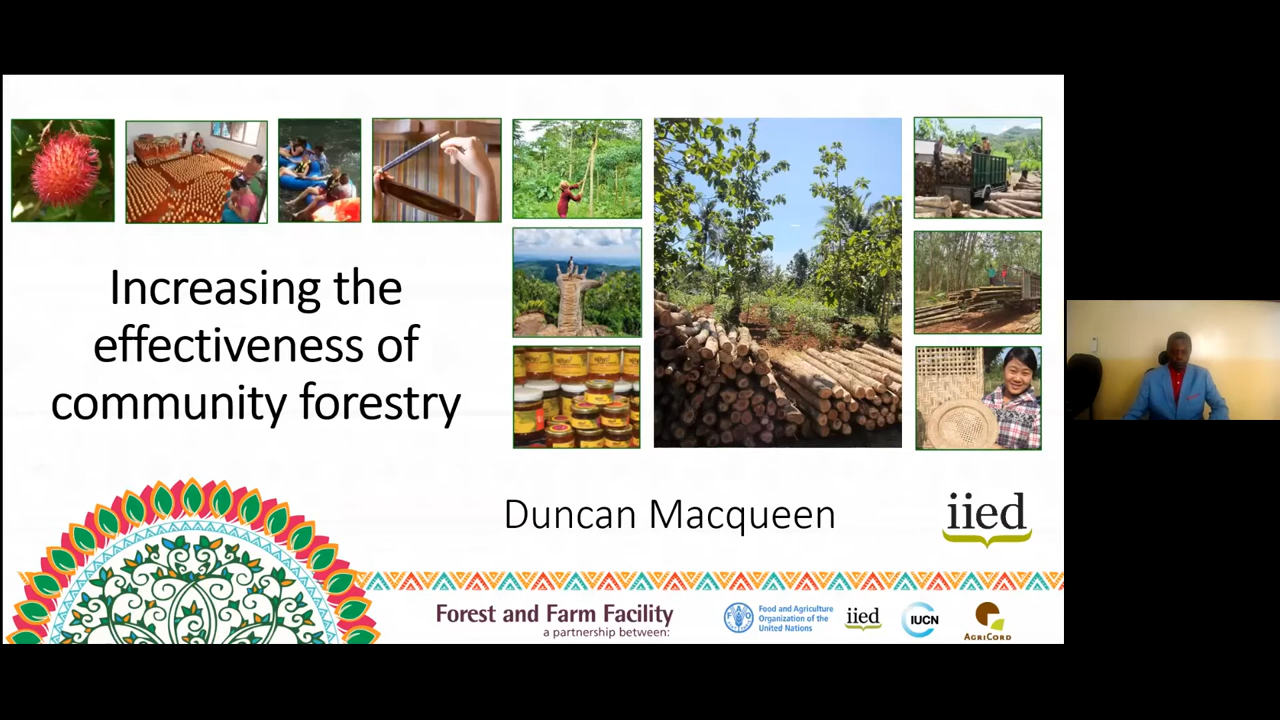 Increasing the
effectiveness of
community forestry
Duncan Macqueen
iied
Forest and Farm Facility
a partnership between:
FAO
Food and Agriculture
Organization of the
United Nations
iied
IUCN
AGRICORD